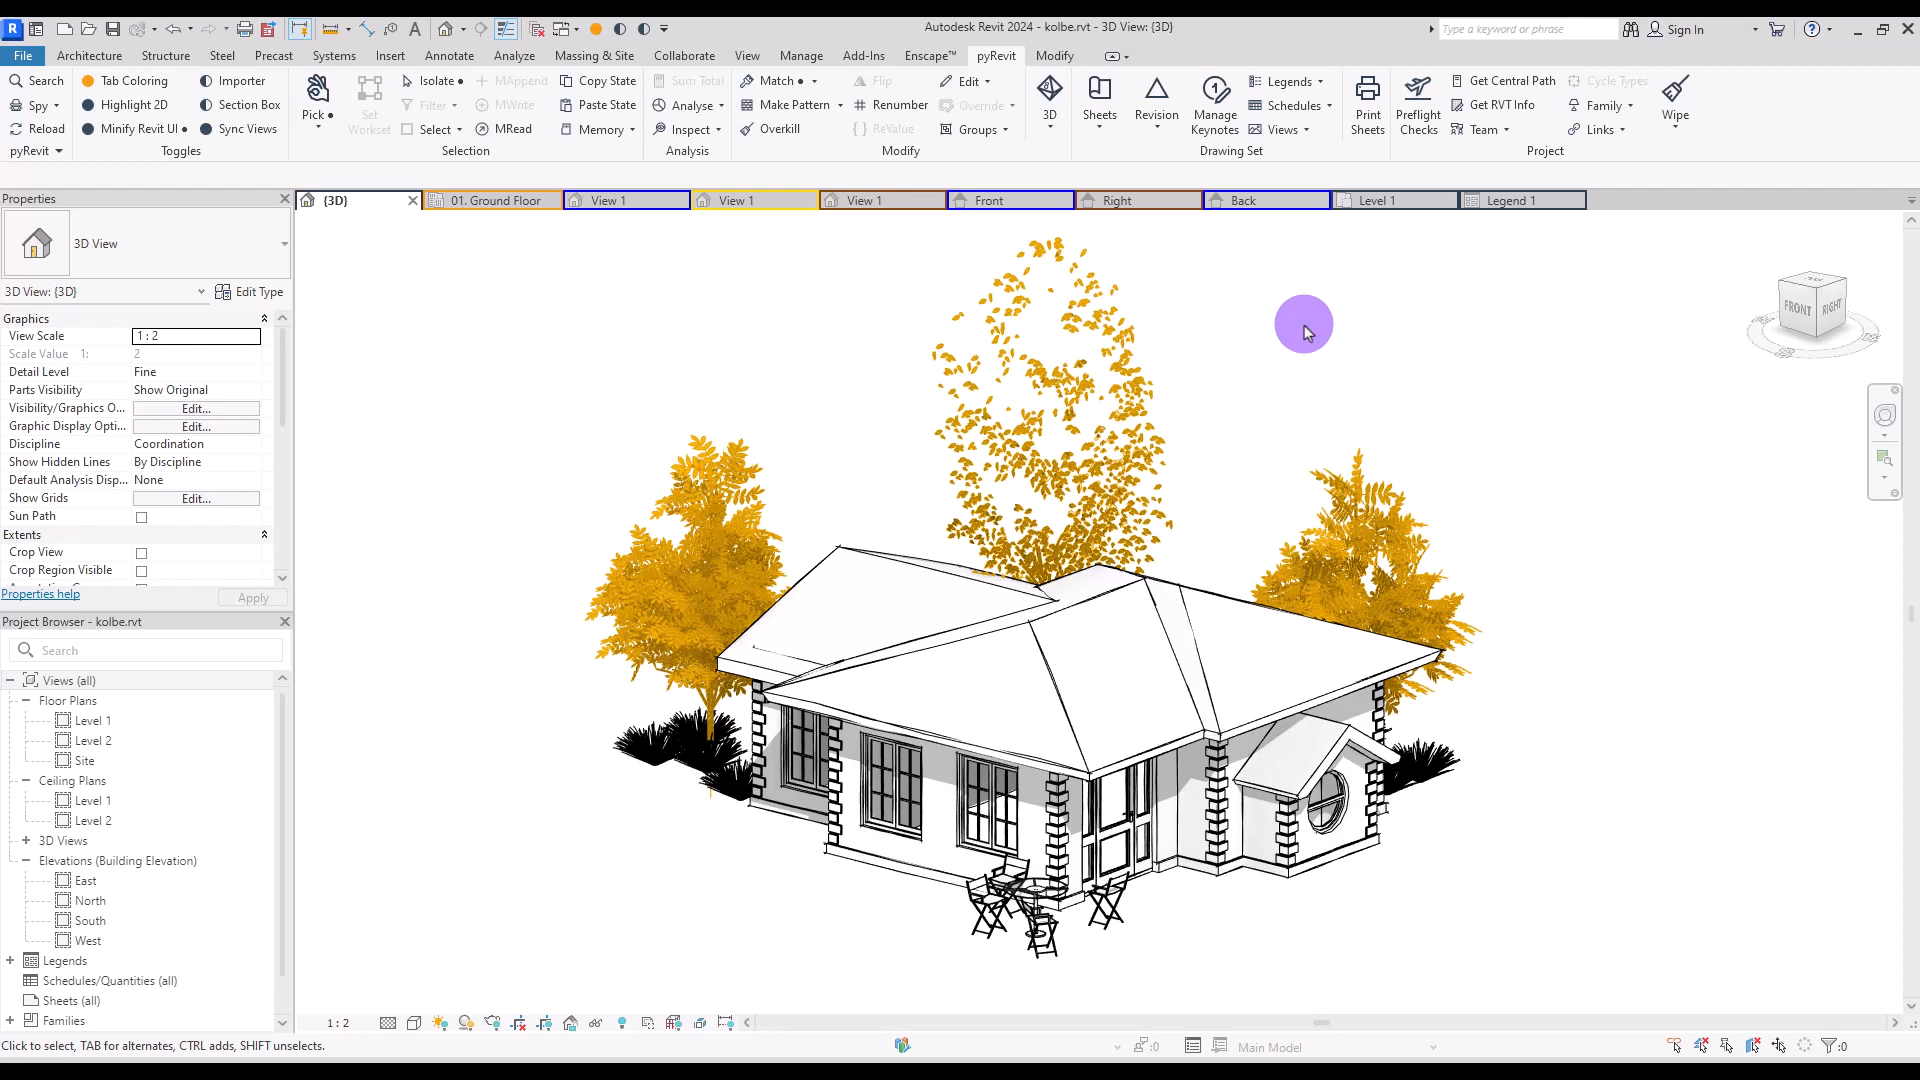 Autodesk Revit 2024 - kolbe.rvt - 3D View: {3D}
Type a keyword or phrase
Sign In
File Architecture Structure Steel Precast Systems Insert Annotate Analyze Massing & Site Collaborate View Manage Add-Ins Enscape™ pyRevit Modify
Search Tab Coloring Importer Isolate MAppend Copy State Sum Total Match Flip Edit Legends Get Central Path Cycle Types
Spy Highlight 2D Section Box Filter MWrite Paste State Analyse Make Pattern Renumber Override Schedules Get RVT Info Family
Reload Minify Revit UI Sync Views Select MRead Memory Inspect Overkill ReValue Groups Views Team Links
Pick Set Workset 3D Sheets Revision Manage Keynotes Print Sheets Preflight Checks Wipe
pyRevit Toggles Selection Analysis Modify Drawing Set Project
Properties
{3D} 01. Ground Floor View 1 View 1 View 1 Front Right Back Level 1 Legend 1
3D View
3D View: {3D} Edit Type
Graphics
View Scale 1 : 2
Scale Value 1: 2
Detail Level Fine
Parts Visibility Show Original
Visibility/Graphics O... Edit...
Graphic Display Opti... Edit...
Discipline Coordination
Show Hidden Lines By Discipline
Default Analysis Disp... None
Show Grids Edit...
Sun Path
Extents
Crop View
Crop Region Visible
Properties help Apply
Project Browser - kolbe.rvt
Search
Views (all)
Floor Plans
Level 1
Level 2
Site
Ceiling Plans
Level 1
Level 2
3D Views
Elevations (Building Elevation)
East
North
South
West
Legends
Schedules/Quantities (all)
Sheets (all)
Families
FRONT RIGHT
1 : 2
Click to select, TAB for alternates, CTRL adds, SHIFT unselects.
:0
Main Model
:0